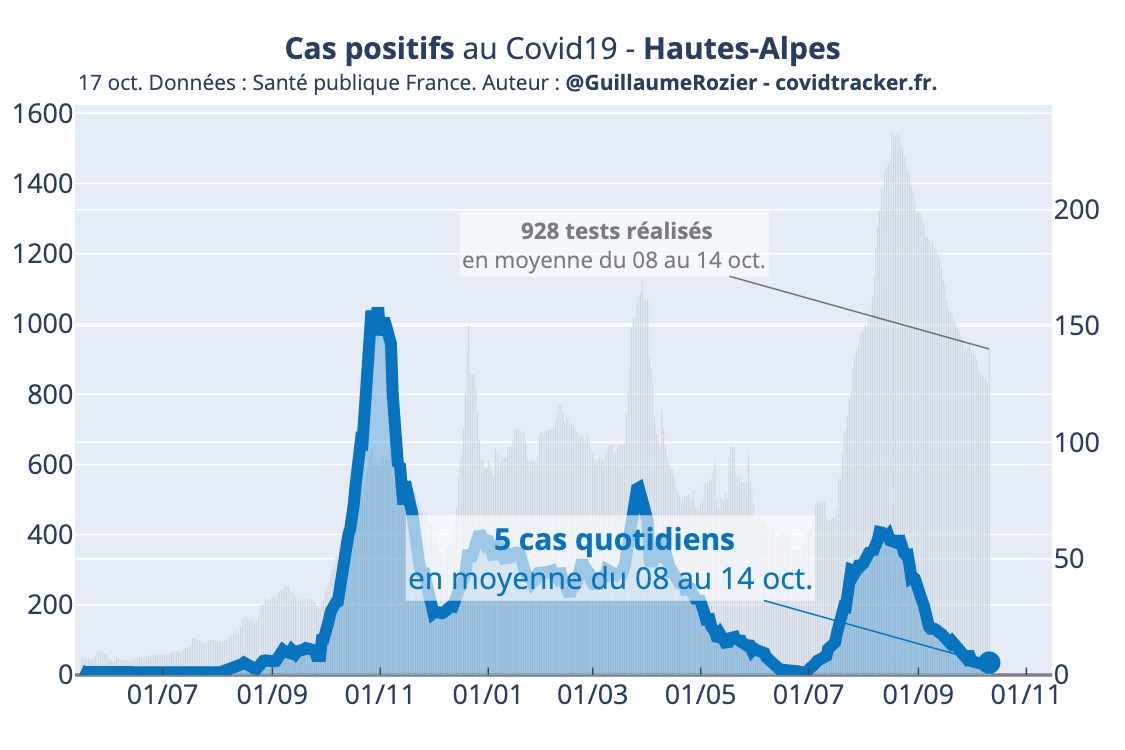 Cas positifs au Covid19 - Hautes-Alpes
17 oct. Données : Santé publique France. Auteur : @GuillaumeRozier - covidtracker.fr.
1600
1400
200
928 tests réalisés
1200
en moyenne du 08 au 14 oct.
1000
150
800
100
600
400
5 cas quotidiens
50
en moyenne du 08 au 14 oct.
200
0
0
01/07 01/09 01/11 01/01 01/03 01/05 01/07 01/09 01/11